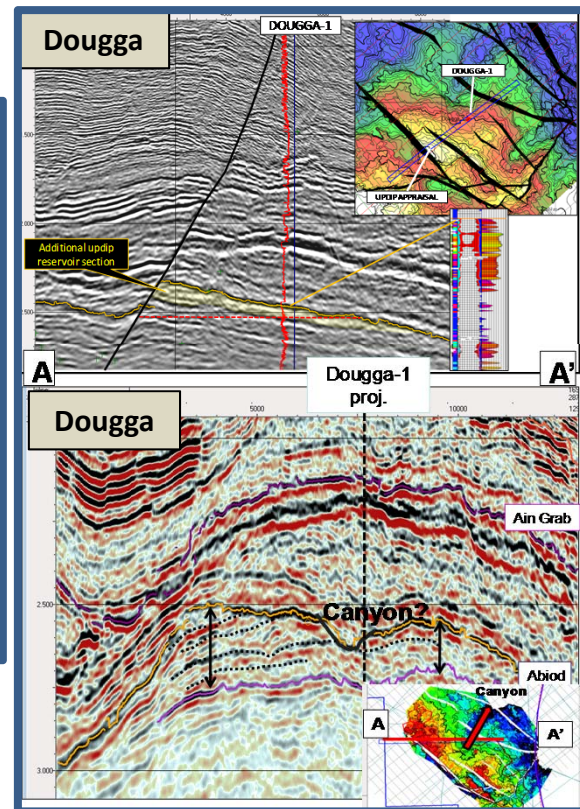 Dougga
DOUGGA-1
DOUGGA-1
UPDIP APPRAISAL
Additional updip
reservoir section
A
A'
Dougga-1
proj.
Dougga
5000
10000
Ain Grab
2.500
Canyon?
Abiod
Canyon
A
A'
3.000